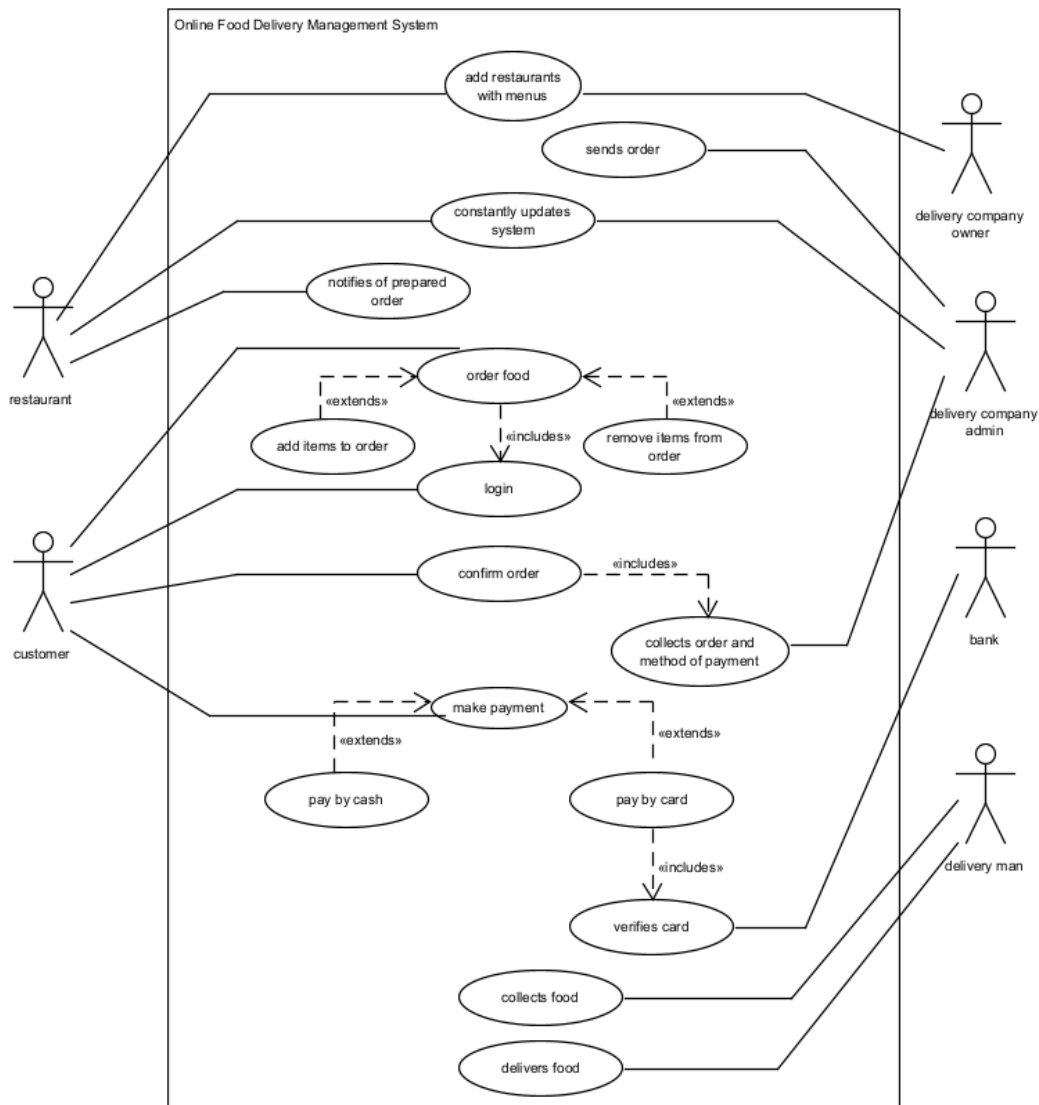 Online Food Delivery Management System
add restaurants
with menus
sends order
delivery company
owner
constantly updates
system
notifies of prepared
order
restaurant
order food
«extends»
«extends»
add items to order
«includes»
remove items from
order
delivery company
admin
login
confirm order
«includes»
customer
collects order and
method of payment
bank
make payment
«extends»
«extends»
pay by cash
pay by card
«includes»
delivery man
verifies card
collects food
delivers food